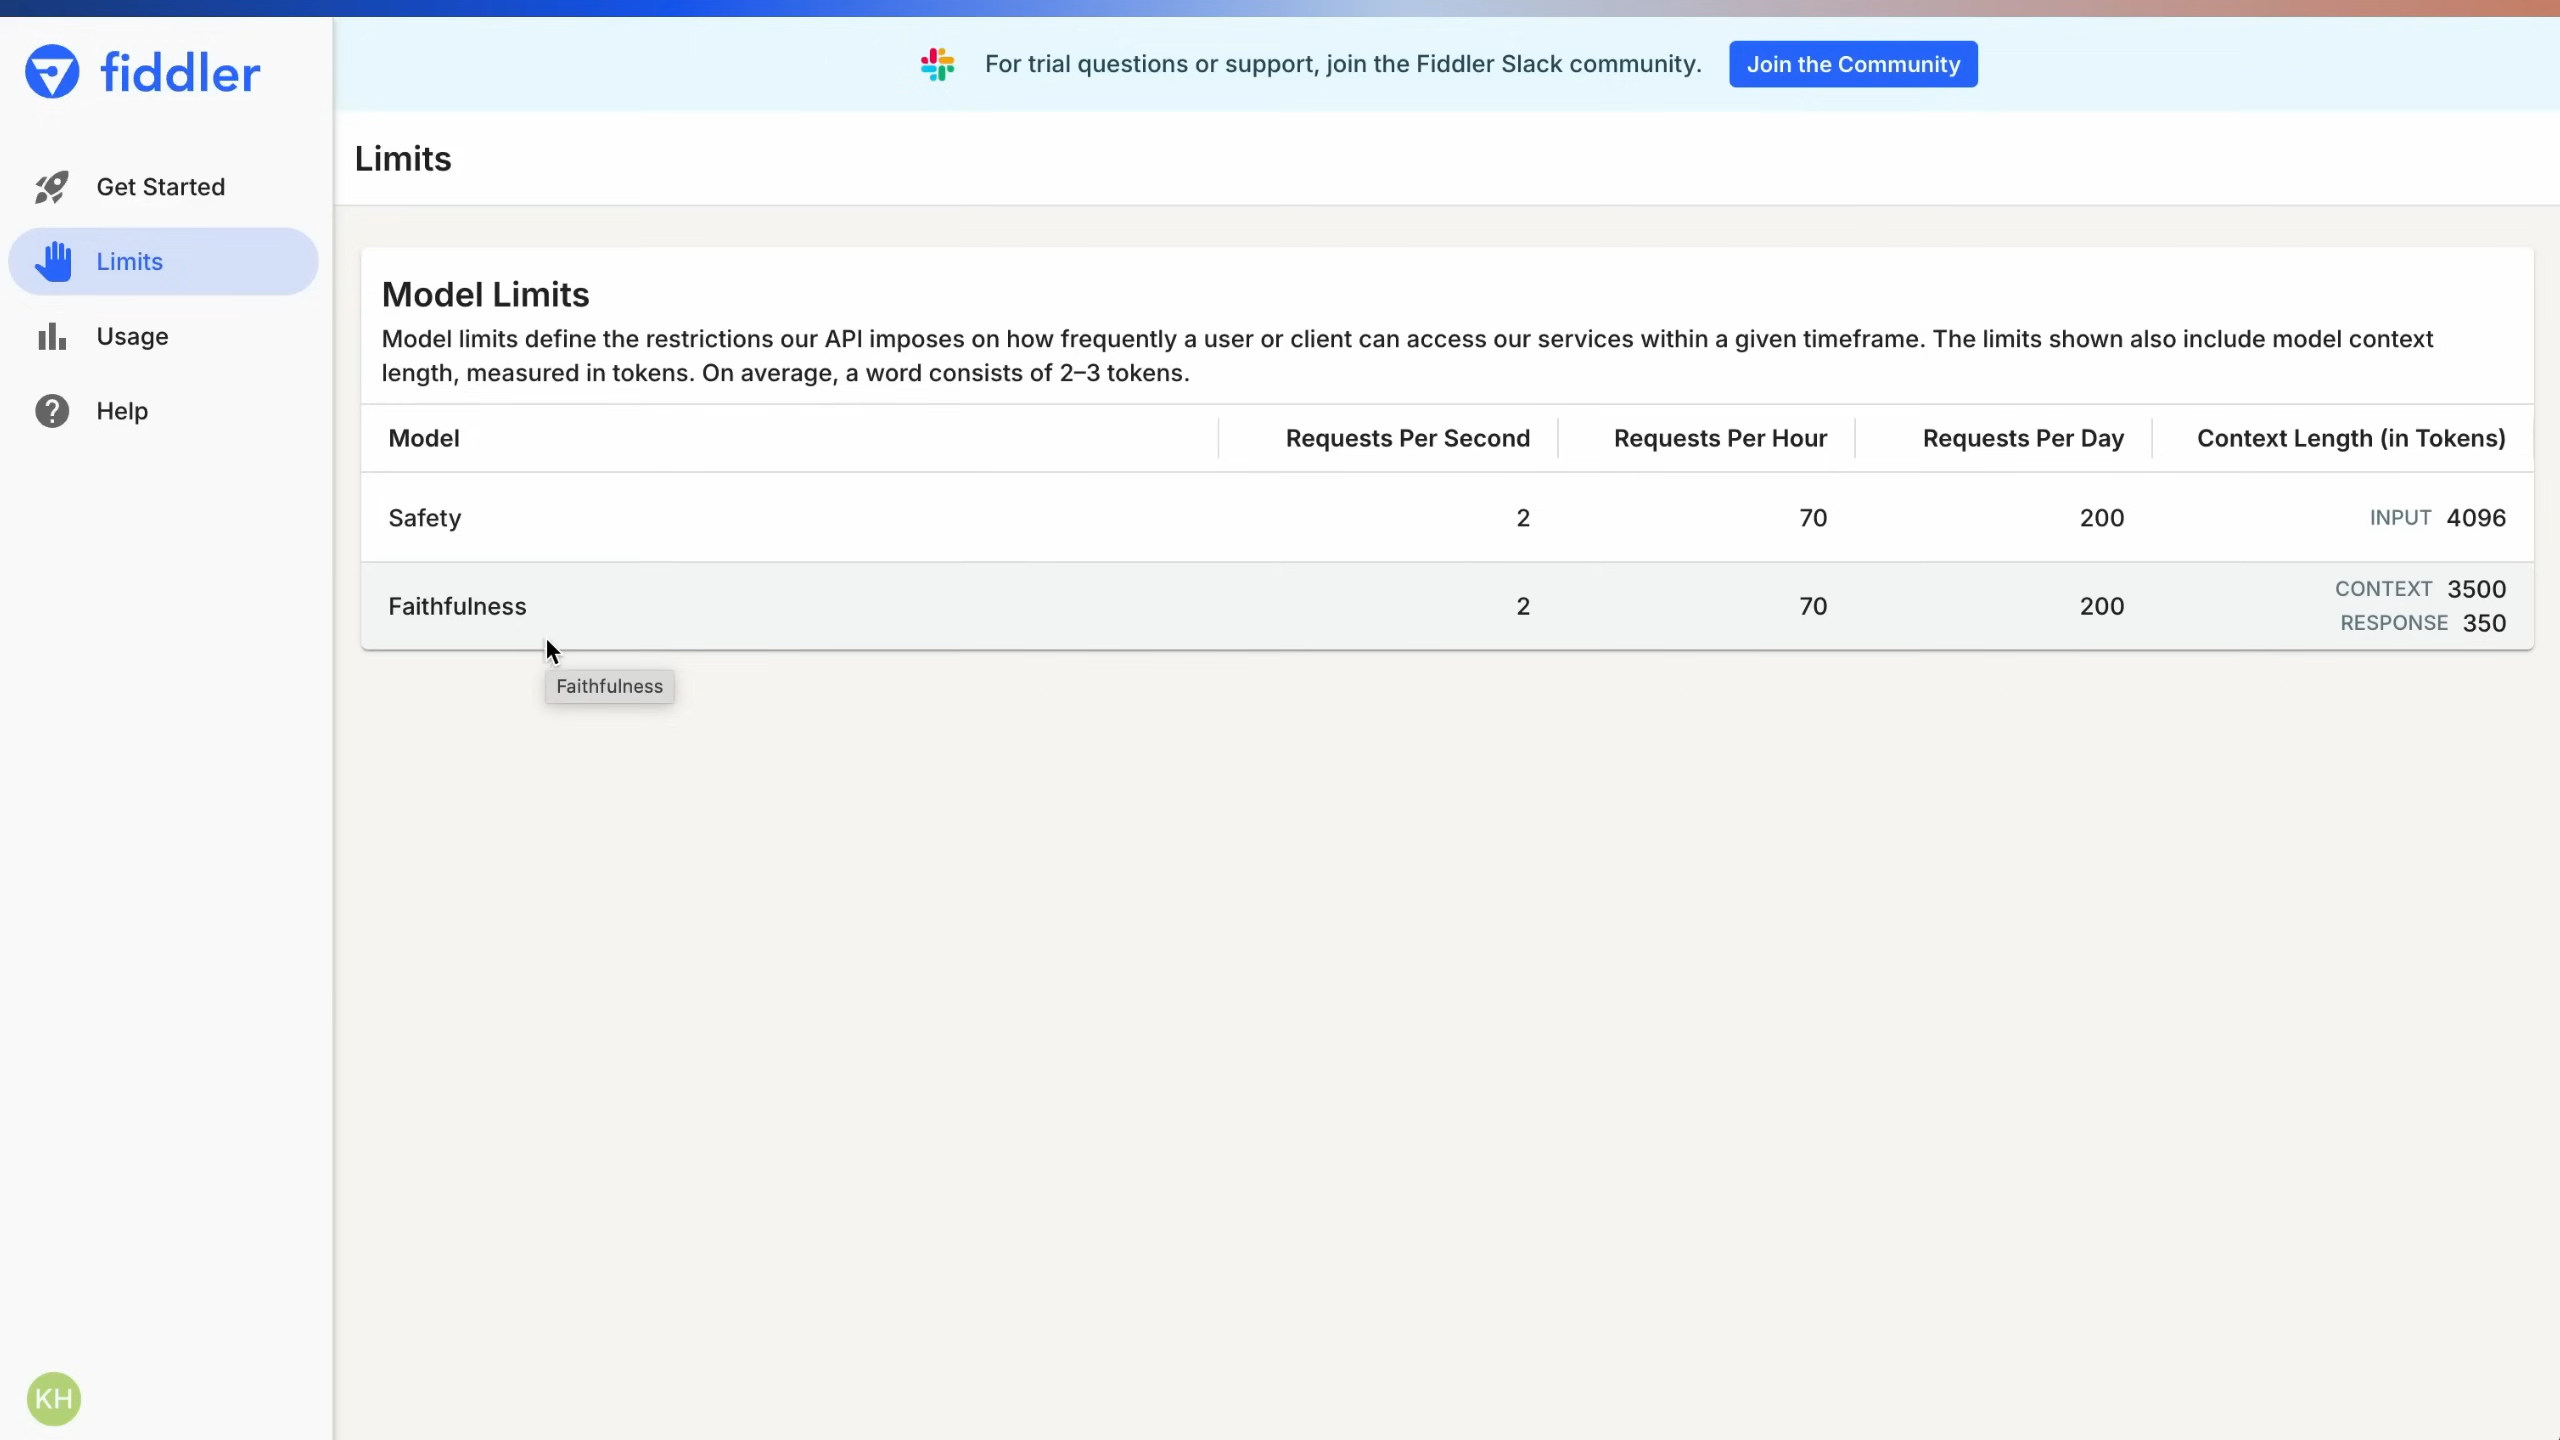 fiddler
Get Started
Limits
Usage
Help
KH
For trial questions or support, join the Fiddler Slack community.
Join the Community
Limits
Model Limits
Model limits define the restrictions our API imposes on how frequently a user or client can access our services within a given timeframe. The limits shown also include model context
length, measured in tokens. On average, a word consists of 2–3 tokens.
Model Requests Per Second Requests Per Hour Requests Per Day Context Length (in Tokens)
Safety 2 70 200 INPUT 4096
Faithfulness 2 70 200 CONTEXT 3500
RESPONSE 350
Faithfulness